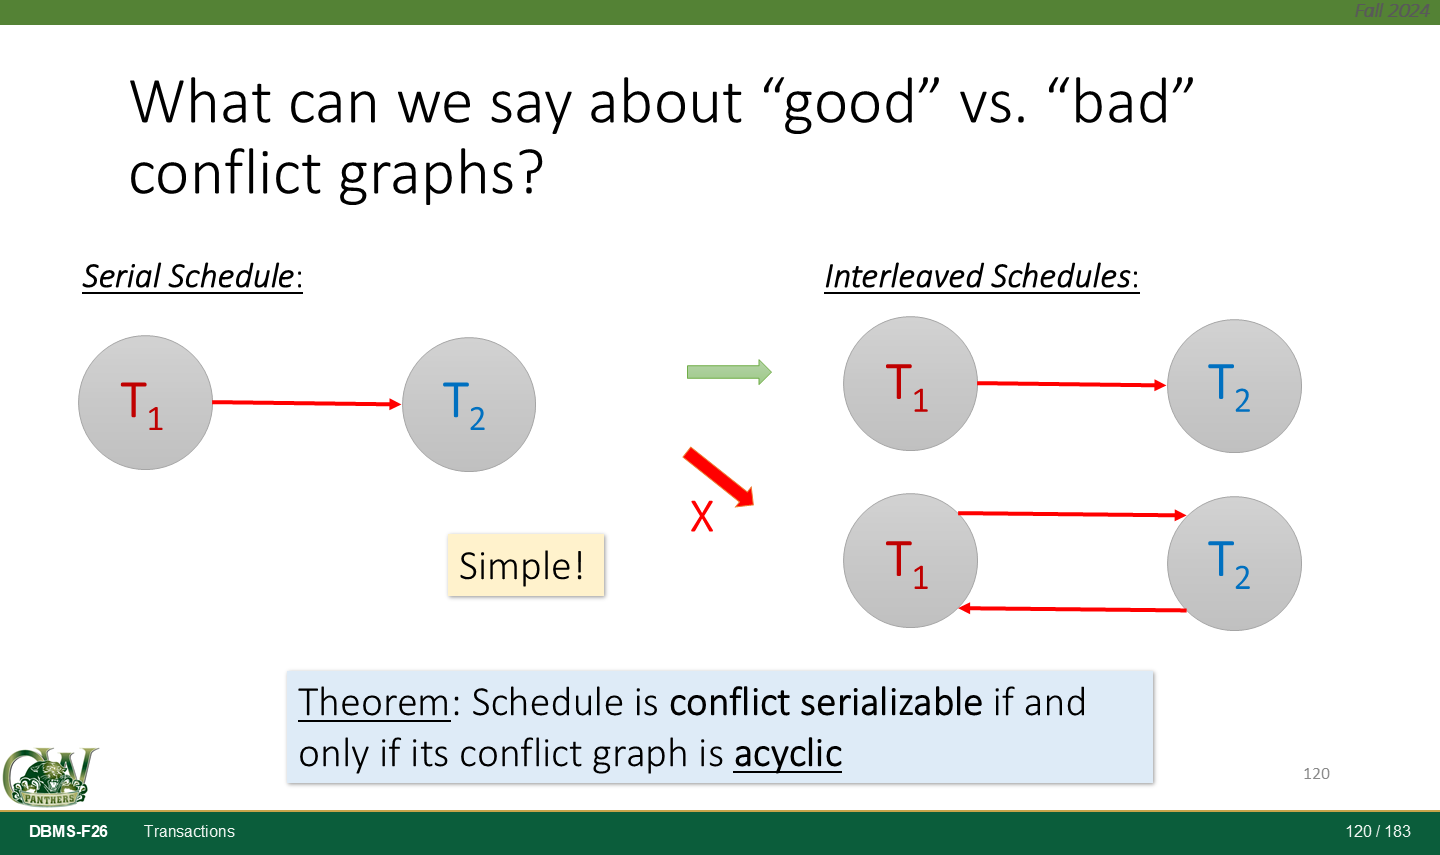 Fall 2024
What can we say about “good” vs. “bad”
conflict graphs?
Serial Schedule:
Interleaved Schedules:
T1
T2
T1
T2
X
T1
T2
Simple!
Theorem: Schedule is conflict serializable if and
only if its conflict graph is acyclic
CW
PANTHERS
120
DBMS-F26
Transactions
120 / 183